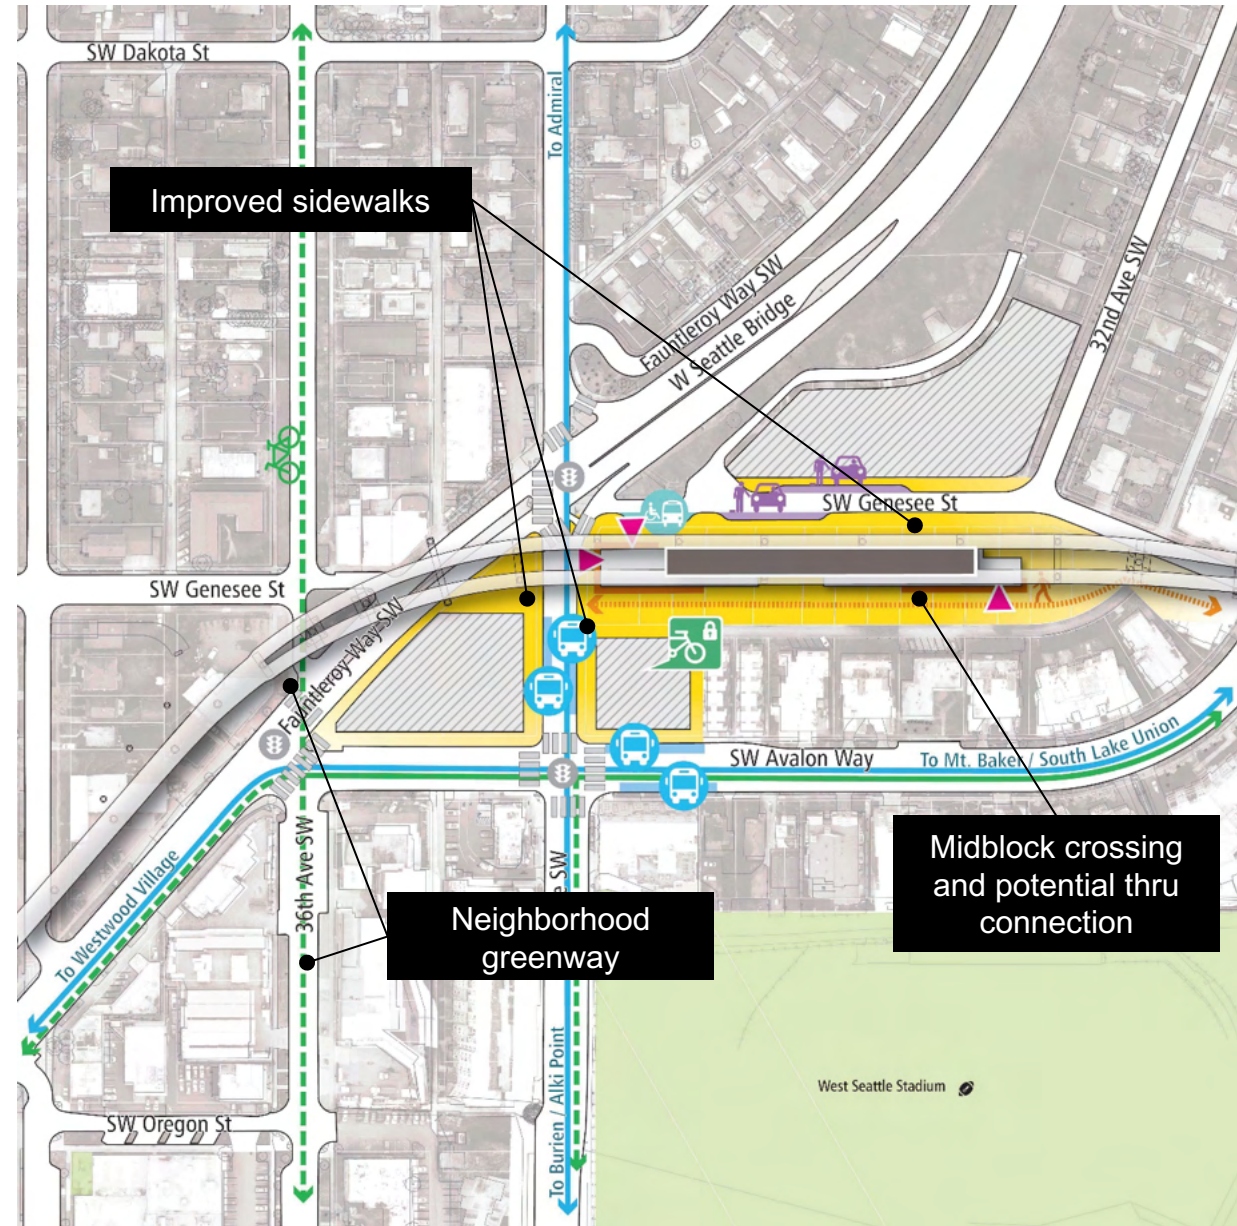 SW Dakota St
To Admiral
Improved sidewalks
Fauntleroy Way SW
W Seattle Bridge
32nd Ave SW
SW Genesee St
SW Genesee St
Fauntleroy Way SW
SW Avalon Way
To Mt. Baker / South Lake Union
Midblock crossing
and potential thru
connection
36th Ave SW
SW
To Westwood Village
Neighborhood
greenway
To Burien / Alki Point
West Seattle Stadium
SW Oregon St